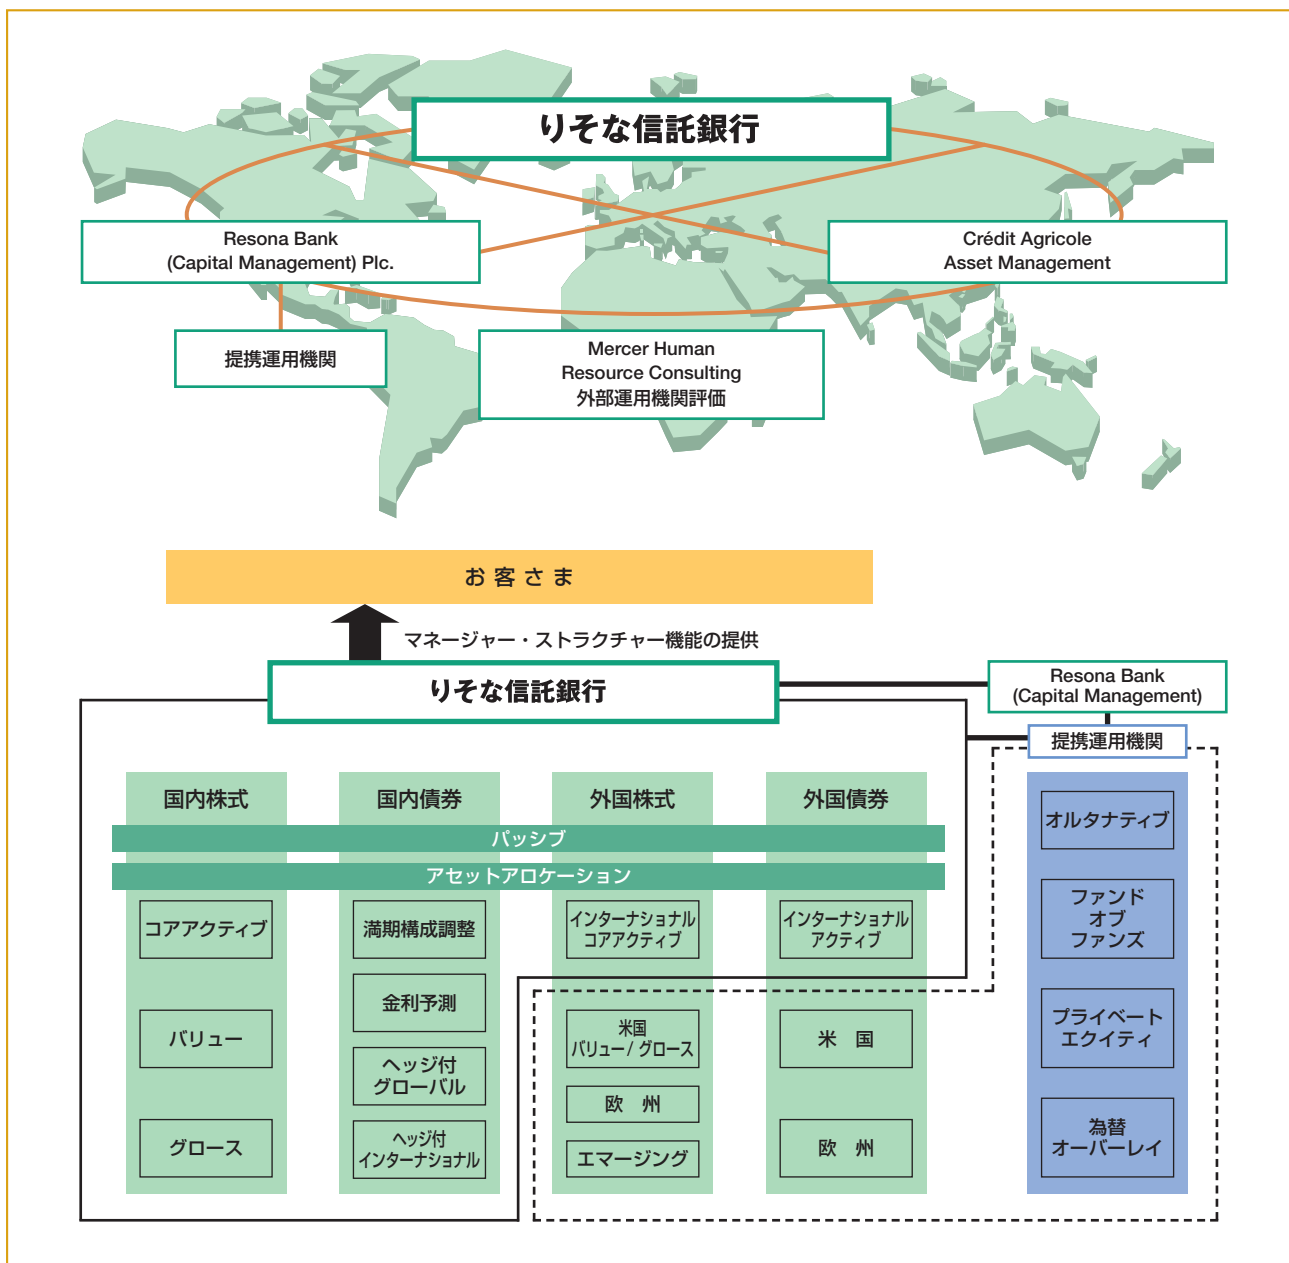 りそな信託銀行
Resona Bank
(Capital Management) Plc.
Crédit Agricole
Asset Management
提携運用機関
Mercer Human
Resource Consulting
外部運用機関評価
お客さま
マネージャー・ストラクチャー機能の提供
りそな信託銀行
Resona Bank
(Capital Management)
提携運用機関
国内株式
国内債券
外国株式
外国債券
パッシブ
アセットアロケーション
コアアクティブ
バリュー
グロース
満期構成調整
金利予測
ヘッジ付
グローバル
ヘッジ付
インターナショナル
インターナショナル
コアアクティブ
米国
バリュー / グロース
欧 州
エマージング
インターナショナル
アクティブ
米 国
欧 州
オルタナティブ
ファンド
オブ
ファンズ
プライベート
エクイティ
為替
オーバーレイ